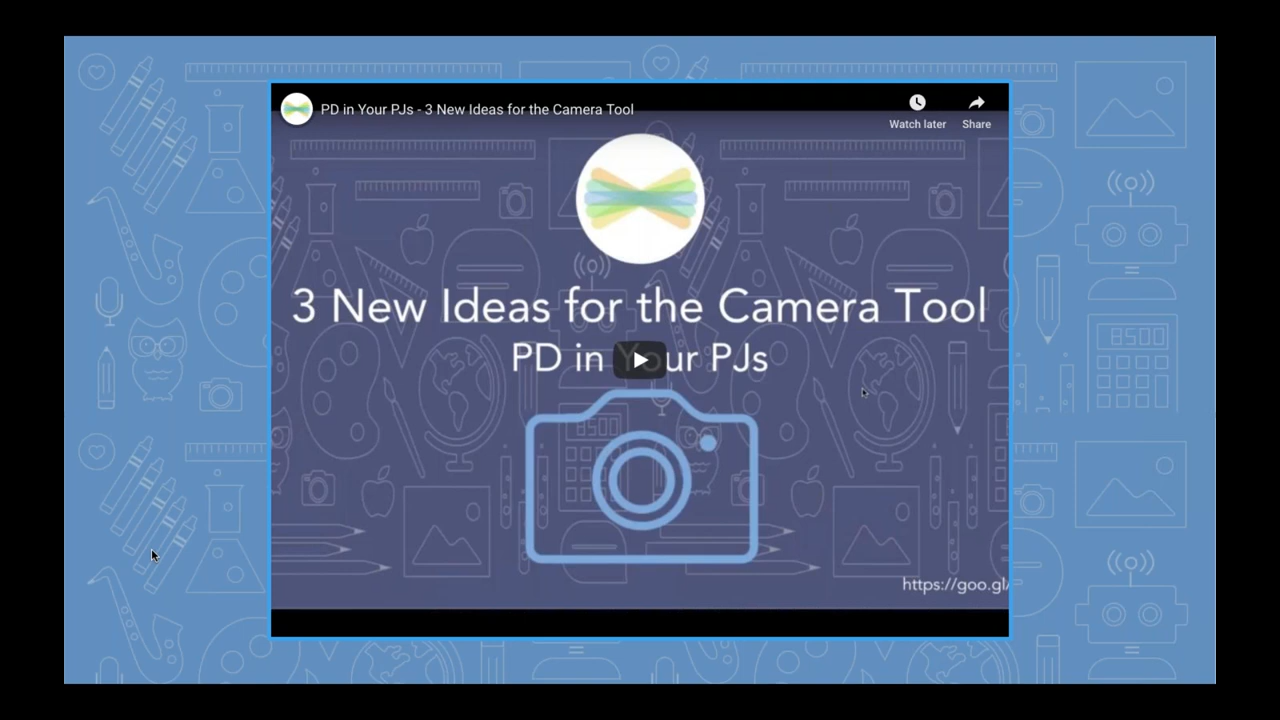 PD in Your PJs - 3 New Ideas for the Camera Tool
Watch later
Share
3 New Ideas for the Camera Tool
PD in Your PJs
https://goo.gl/
8500